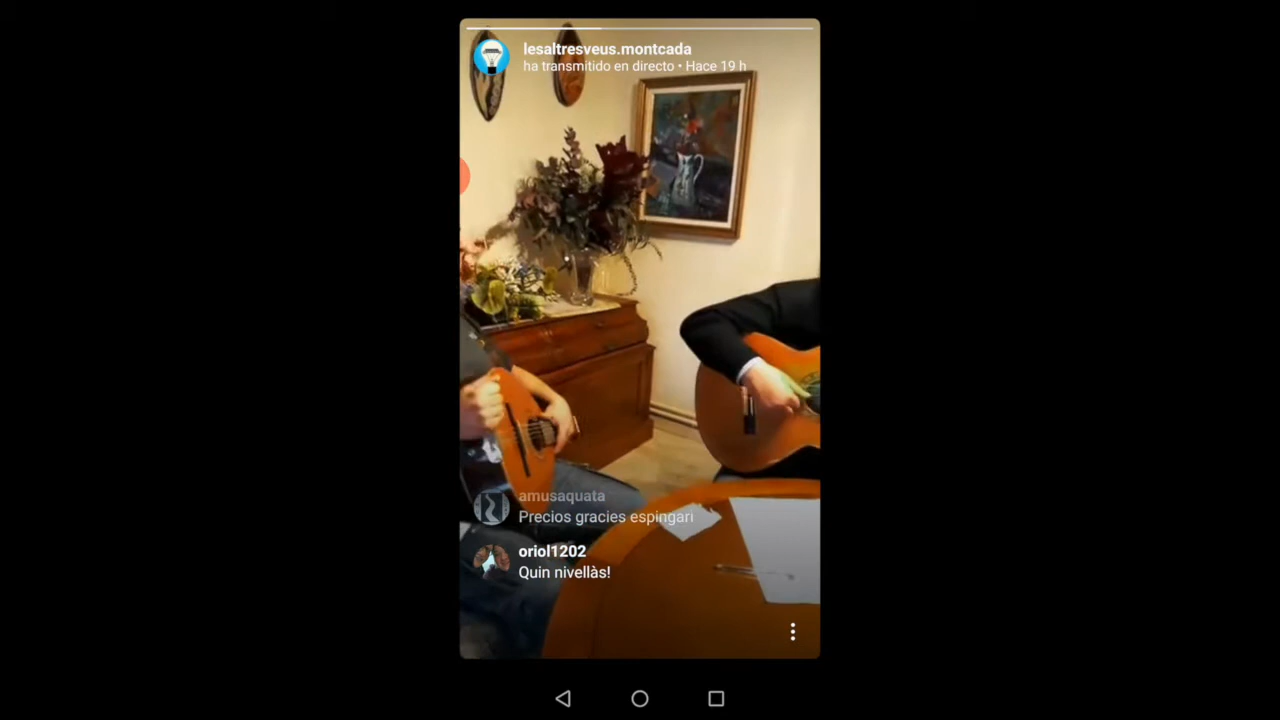 lesaltresveus.montcada
ha transmitido en directo • Hace 19 h
amusaquata
Precios gracies espingari
oriol1202
Quin nivellàs!